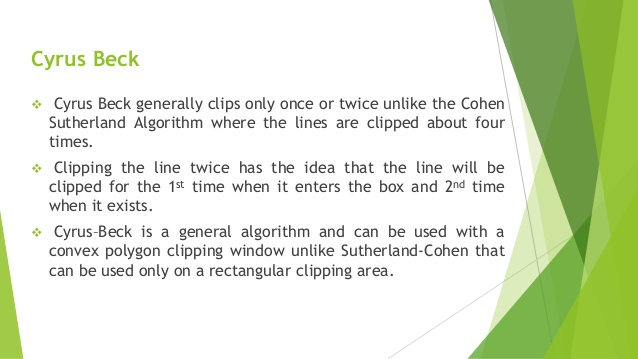 Cyrus Beck
❖ Cyrus Beck generally clips only once or twice unlike the Cohen
Sutherland Algorithm where the lines are clipped about four
times.
❖ Clipping the line twice has the idea that the line will be
clipped for the 1st time when it enters the box and 2nd time
when it exists.
❖ Cyrus–Beck is a general algorithm and can be used with a
convex polygon clipping window unlike Sutherland-Cohen that
can be used only on a rectangular clipping area.